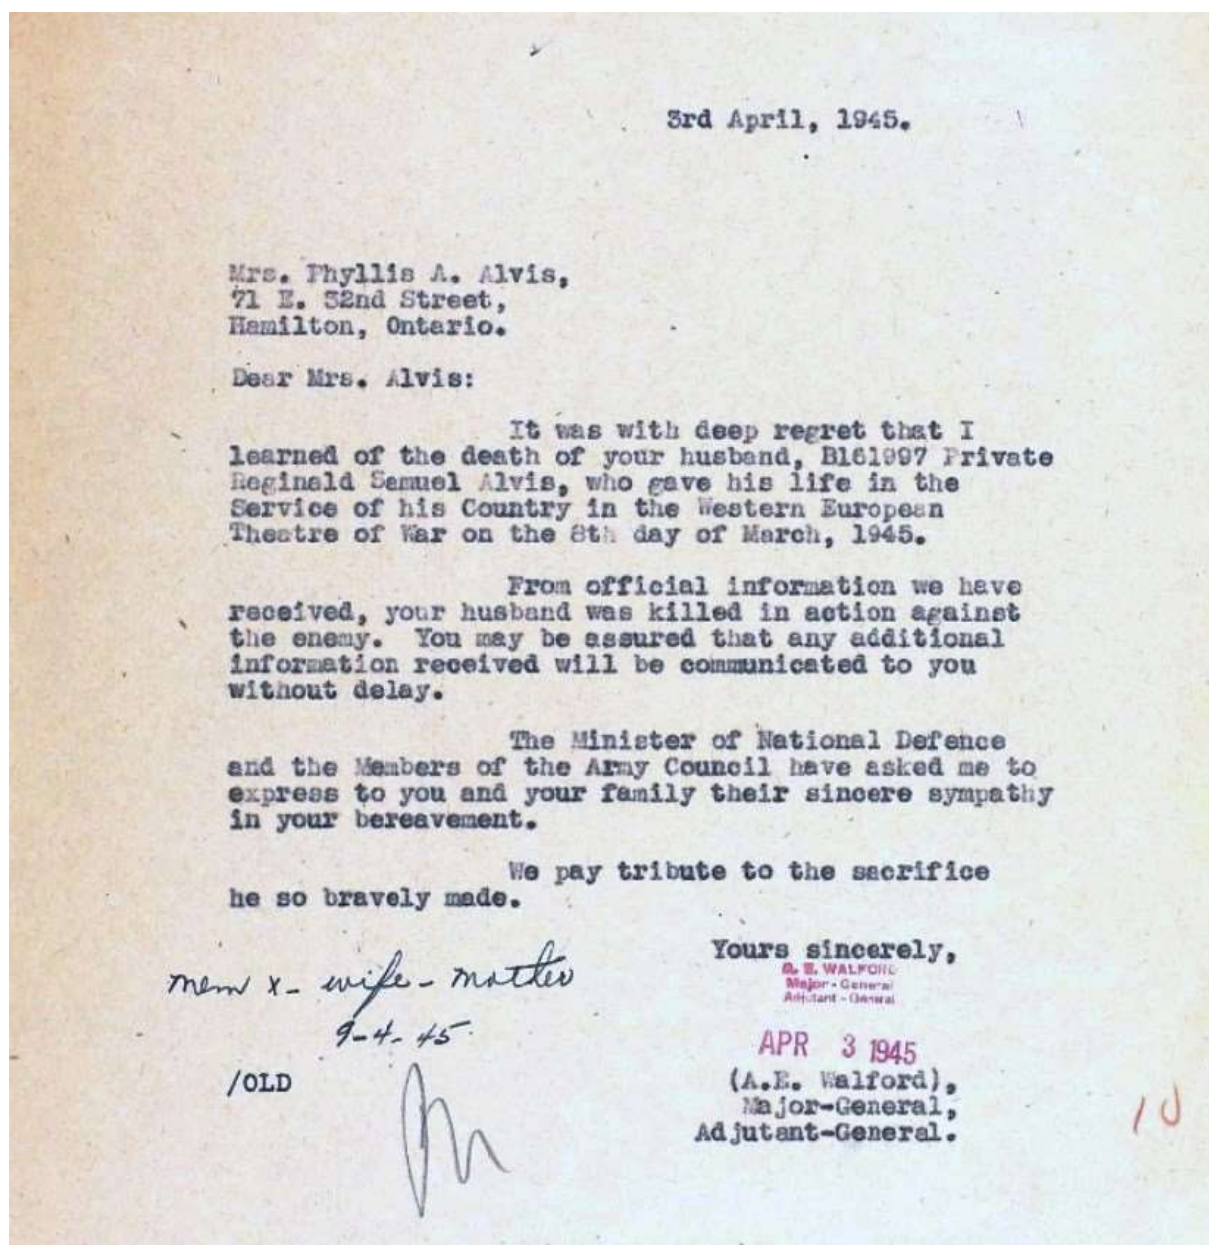 3rd April, 1945.
Mrs. Phyllis A. Alvis,
71 E. 32nd Street,
Hamilton, Ontario.
Dear Mrs. Alvis:
It was with deep regret that I
learned of the death of your husband, B161997 Private
Reginald Samuel Alvis, who gave his life in the
Service of his Country in the Western European
Theatre of War on the 8th day of March, 1945.
From official information we have
received, your husband was killed in action against
the enemy. You may be assured that any additional
information received will be communicated to you
without delay.
The Minister of National Defence
and the Members of the Army Council have asked me to
express to you and your family their sincere sympathy
in your bereavement.
We pay tribute to the sacrifice
he so bravely made.
Yours sincerely,
A. E. WALFORD
Major - General
Adjutant - General
mem x - wife - mother
9-4-45.
APR 3 1945
/OLD
(A.E. Walford),
Major-General,
Adjutant-General.